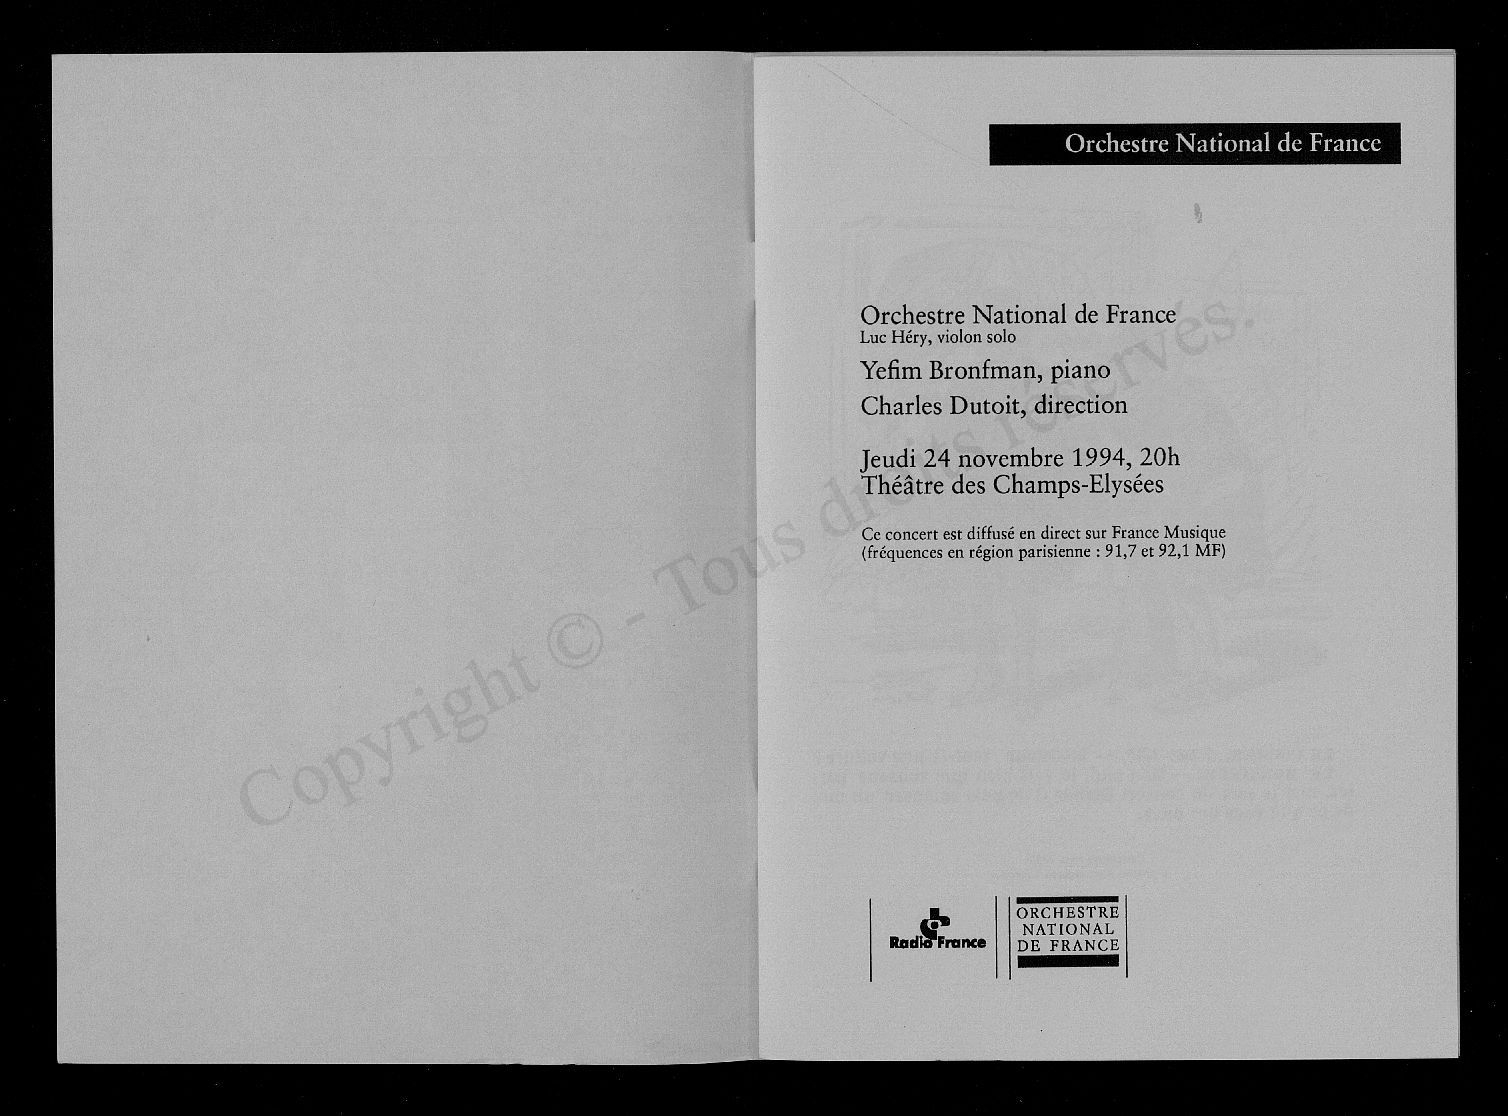 Orchestre National de France
Orchestre National de France
Luc Héry, violon solo
Yefim Bronfman, piano
Charles Dutoit, direction
Jeudi 24 novembre 1994, 20h
Théâtre des Champs-Elysées
Ce concert est diffusé en direct sur France Musique
(fréquences en région parisienne : 91,7 et 92,1 MF)
Copyright © - Tous droits réservés.
Radio France
ORCHESTRE
NATIONAL
DE FRANCE